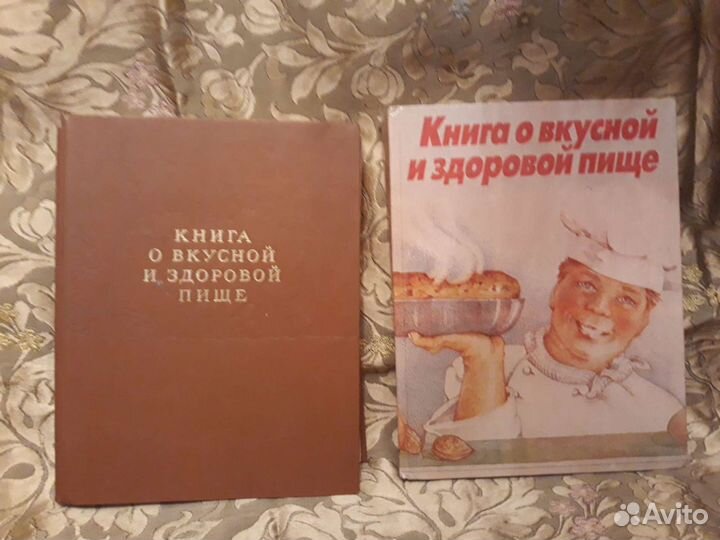 КНИГА
О ВКУСНОЙ
И ЗДОРОВОЙ
ПИЩЕ
Книга о вкусной
и здоровой пище
Avito